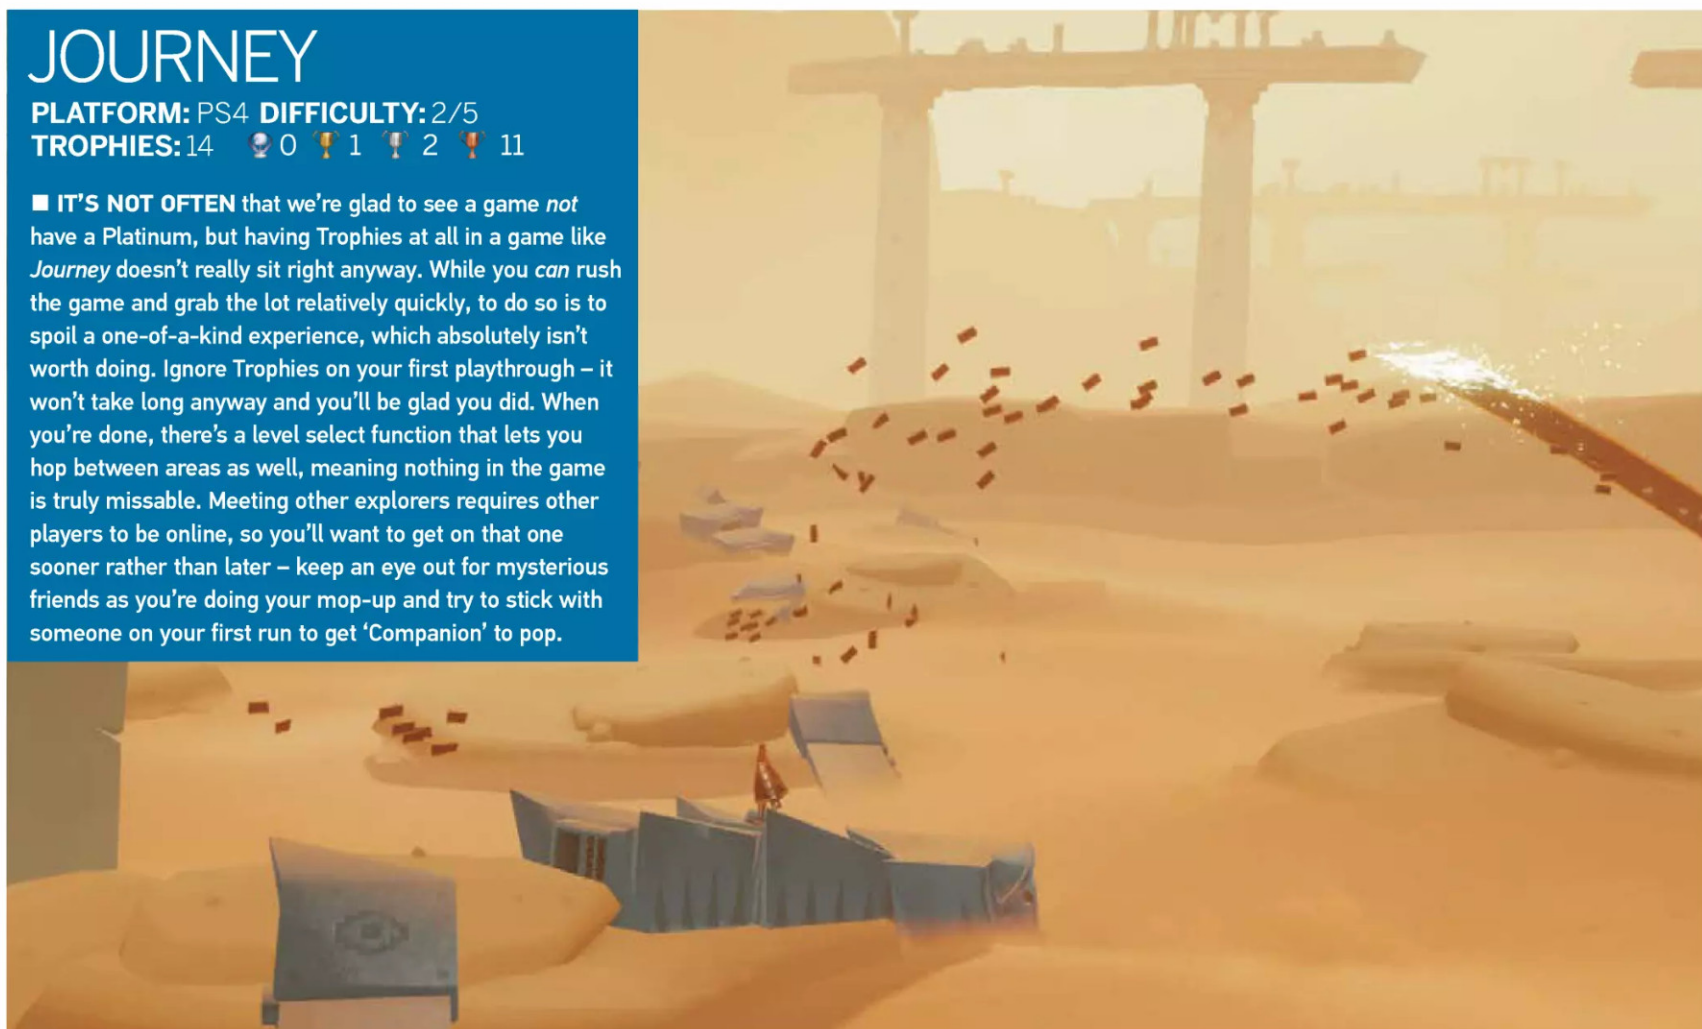 JOURNEY
PLATFORM: PS4 DIFFICULTY: 2/5
TROPHIES: 14 0 1 2 11
■ IT’S NOT OFTEN that we’re glad to see a game not
have a Platinum, but having Trophies at all in a game like
Journey doesn’t really sit right anyway. While you can rush
the game and grab the lot relatively quickly, to do so is to
spoil a one-of-a-kind experience, which absolutely isn’t
worth doing. Ignore Trophies on your first playthrough – it
won’t take long anyway and you’ll be glad you did. When
you’re done, there’s a level select function that lets you
hop between areas as well, meaning nothing in the game
is truly missable. Meeting other explorers requires other
players to be online, so you’ll want to get on that one
sooner rather than later – keep an eye out for mysterious
friends as you’re doing your mop-up and try to stick with
someone on your first run to get ‘Companion’ to pop.